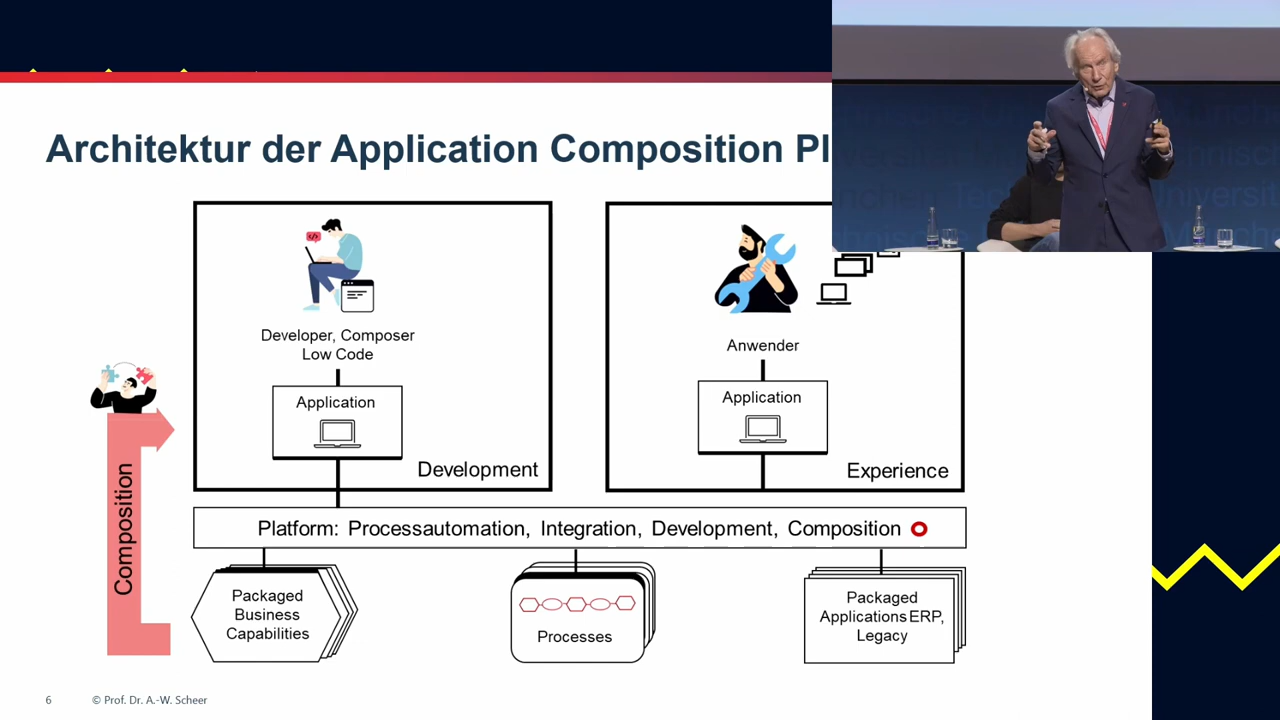 Architektur der Application Composition Pl
Developer, Composer
Low Code
Application
Development
Anwender
Application
Experience
Composition
Platform: Processautomation, Integration, Development, Composition
Packaged
Business
Capabilities
Processes
Packaged
Applications ERP,
Legacy
6
© Prof. Dr. A.-W. Scheer